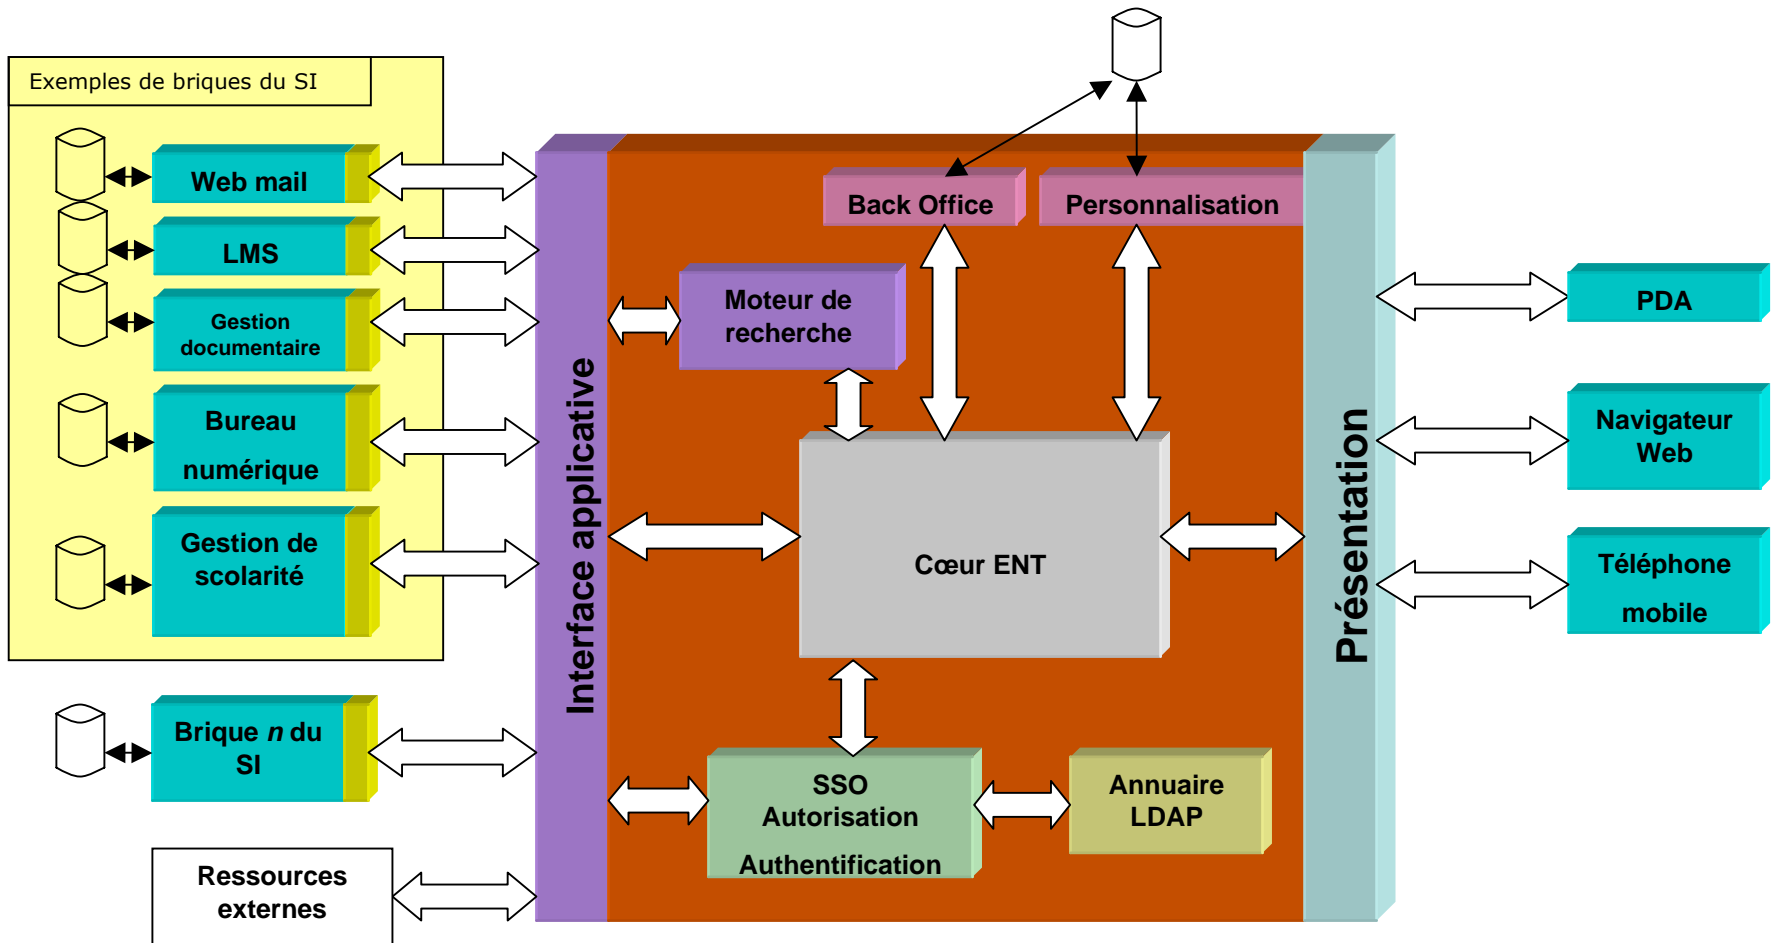 Exemples de briques du SI
Web mail
LMS
Gestion
documentaire
Bureau
numérique
Gestion de
scolarité
Brique n du
SI
Ressources
externes
Interface applicative
Back Office
Personnalisation
Moteur de
recherche
Cœur ENT
SSO
Autorisation
Authentification
Annuaire
LDAP
Présentation
PDA
Navigateur
Web
Téléphone
mobile